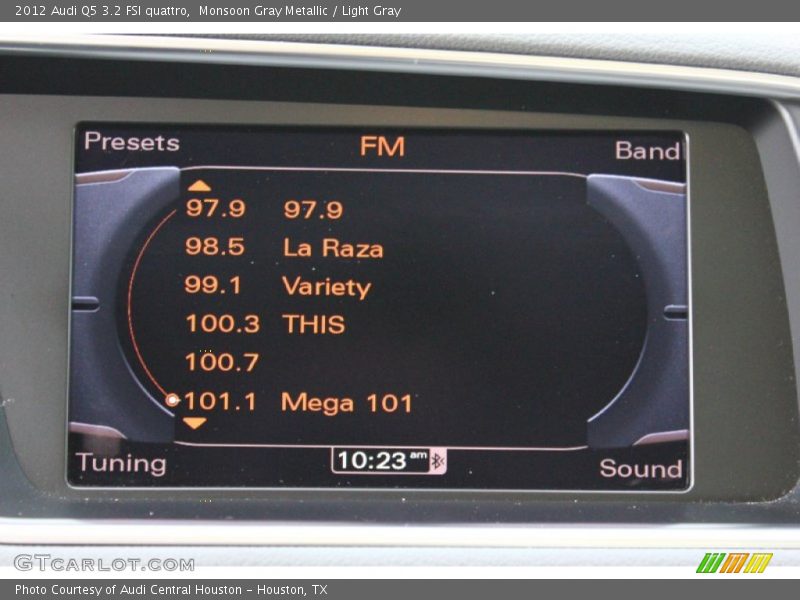 2012 Audi Q5 3.2 FSI quattro,  Monsoon Gray Metallic / Light Gray
Presets FM Band
97.9 97.9
98.5 La Raza
99.1 Variety
100.3 THIS
100.7
101.1 Mega 101
Tuning 10:23 am Sound
GTCARLOT.COM
Photo Courtesy of Audi Central Houston - Houston, TX